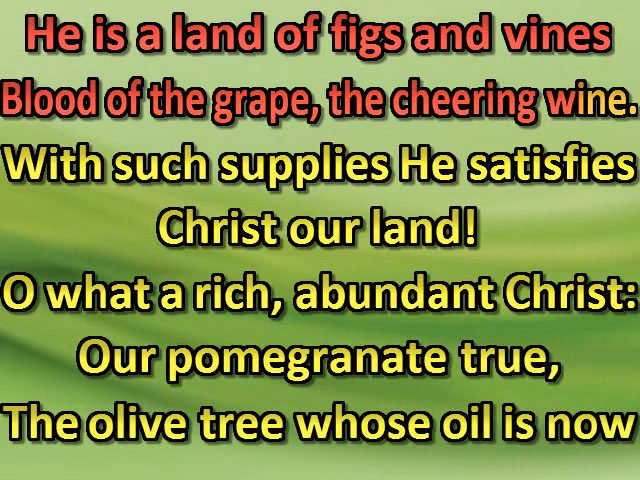 He is a land of figs and vines
Blood of the grape, the cheering wine.
With such supplies He satisfies
Christ our land!
O what a rich, abundant Christ:
Our pomegranate true,
The olive tree whose oil is now